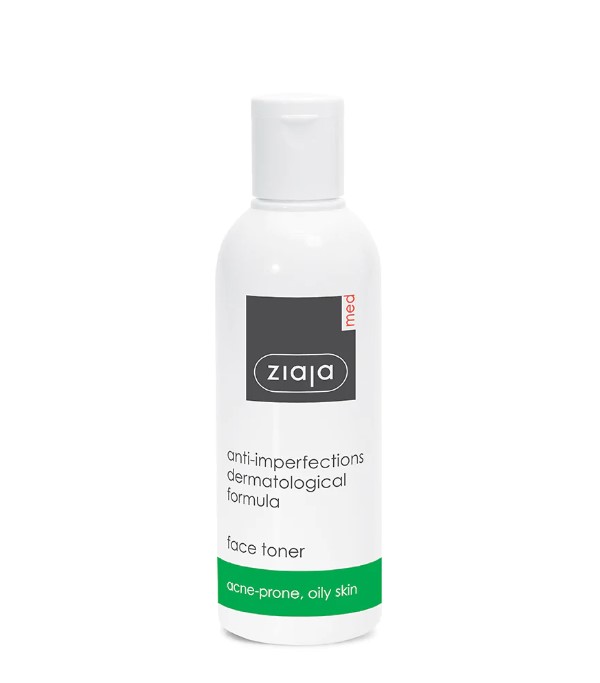 med
ziaja
anti-imperfections
dermatological
formula
face toner
acne-prone, oily skin